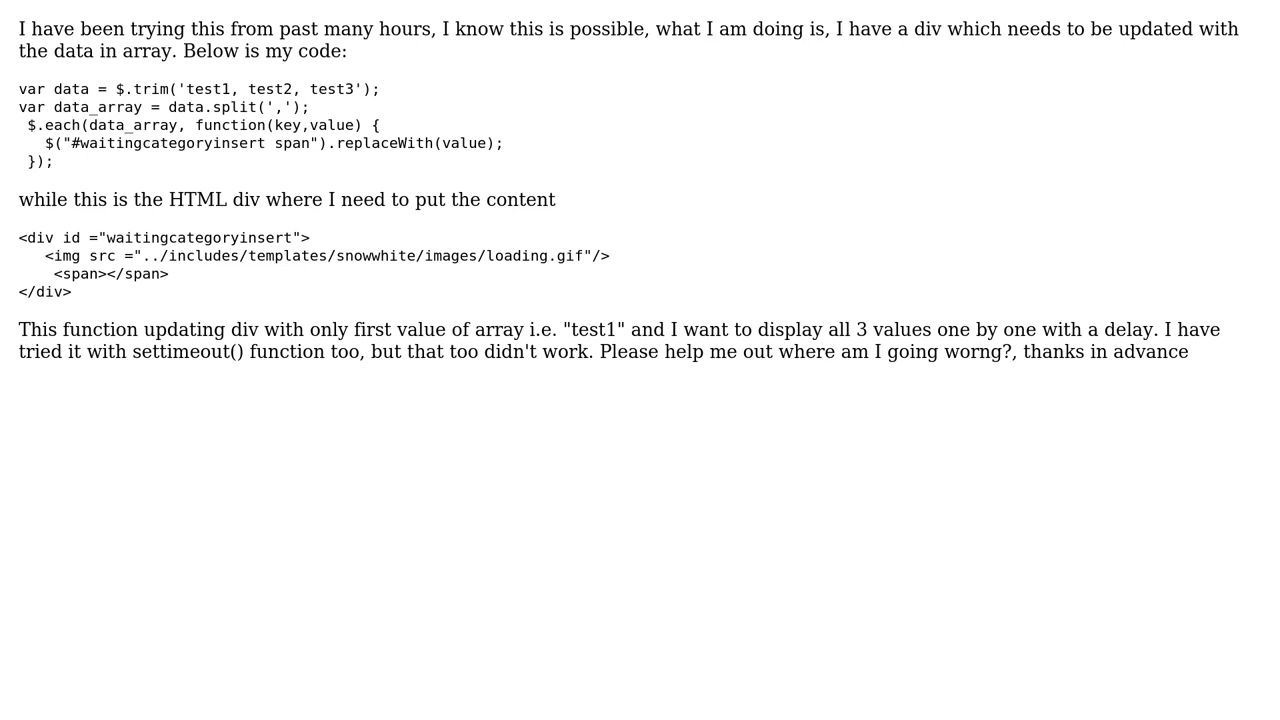 I have been trying this from past many hours, I know this is possible, what I am doing is, I have a div which needs to be updated with
the data in array. Below is my code:
var data = $.trim('test1, test2, test3');
var data_array = data.split(',');
 $.each(data_array, function(key,value) {
   $("#waitingcategoryinsert span").replaceWith(value);
 });
while this is the HTML div where I need to put the content
<div id ="waitingcategoryinsert">
   <img src ="../includes/templates/snowwhite/images/loading.gif"/>
    <span></span>
</div>
This function updating div with only first value of array i.e. "test1" and I want to display all 3 values one by one with a delay. I have
tried it with settimeout() function too, but that too didn't work. Please help me out where am I going worng?, thanks in advance